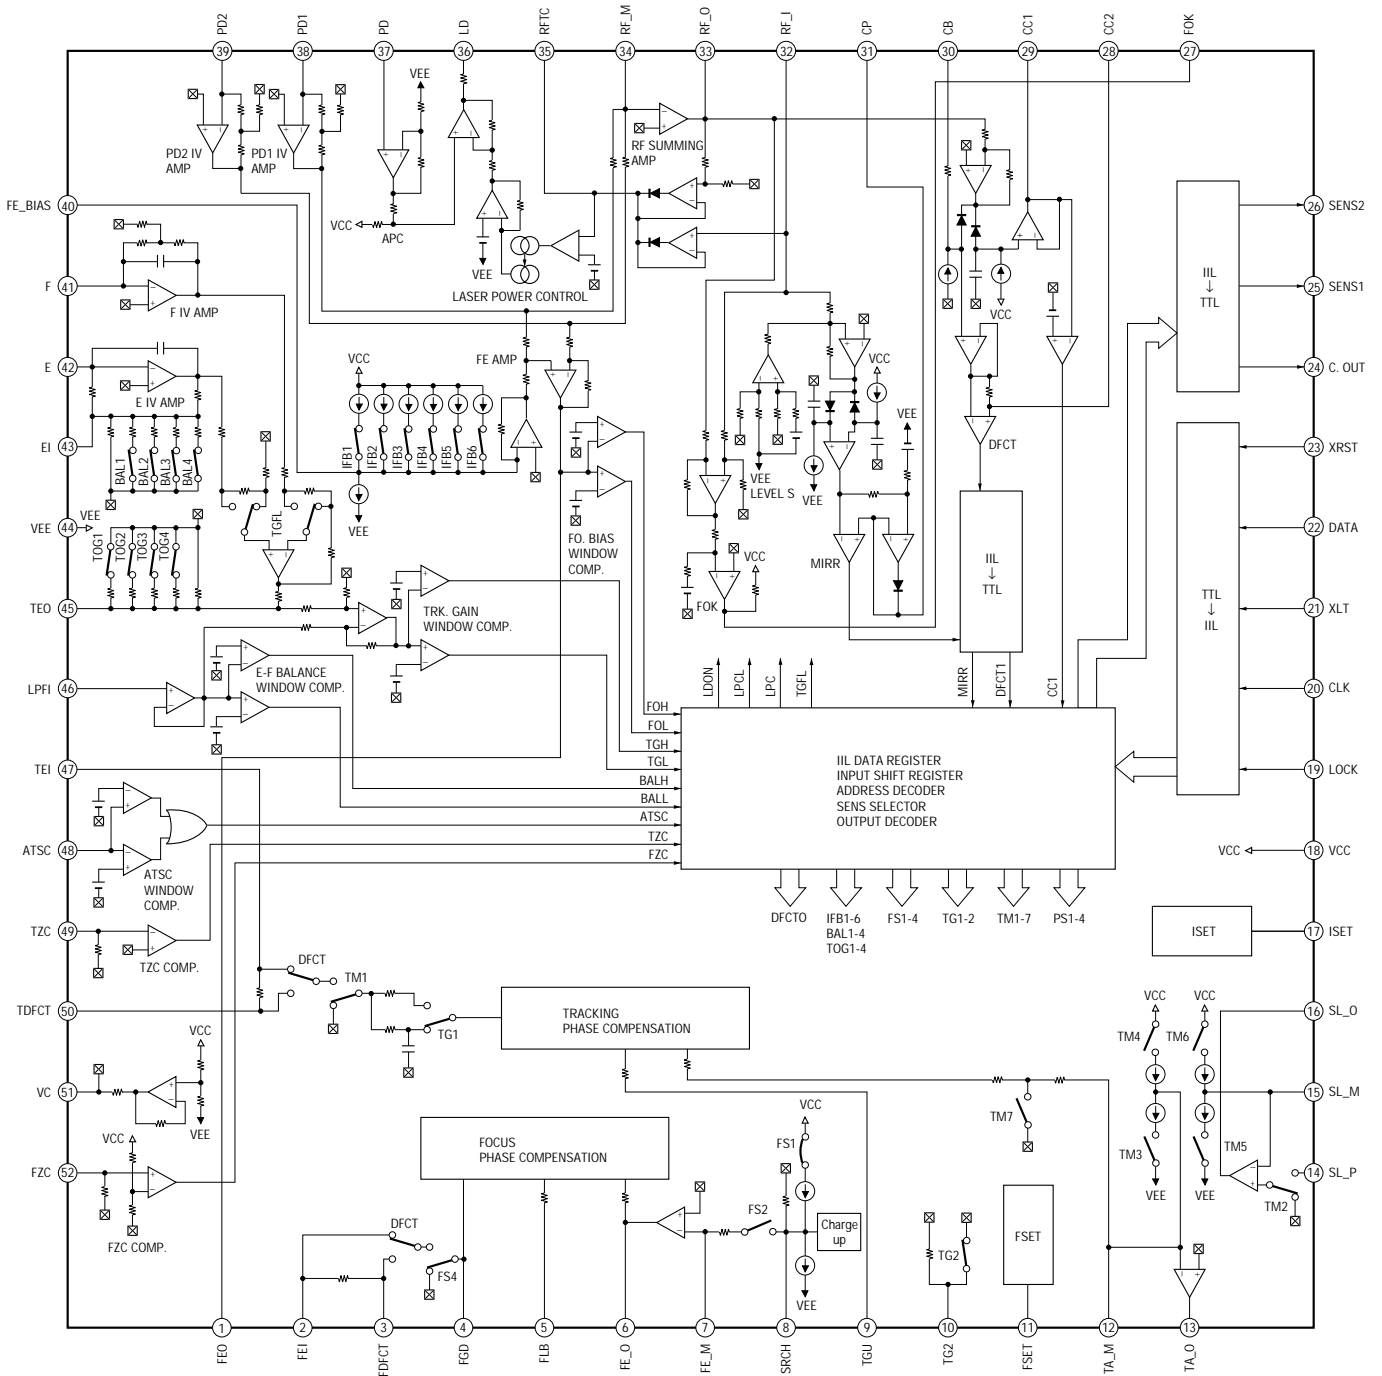 PD2
PD1
PD
LD
RFTC
RF_M
RF_O
RF_I
CP
CB
CC1
CC2
FOK
39
38
37
36
35
34
33
32
31
30
29
28
27
VEE
PD2 IV
AMP
PD1 IV
AMP
RF SUMMING
AMP
VCC
APC
VEE
LASER POWER CONTROL
VCC
FE_BIAS 40
F 41
F IV AMP
E 42
E IV AMP
EI 43
BAL1
BAL2
BAL3
BAL4
VEE 44
VEE
TOG1
TOG2
TOG3
TOG4
TGFL
TEO 45
LPFI 46
TEI 47
ATSC 48
TZC 49
TDFCT 50
VC 51
FZC 52
FE AMP
VCC
IFB1
IFB2
IFB3
IFB4
IFB5
IFB6
VEE
FO. BIAS
WINDOW
COMP.
TRK. GAIN
WINDOW COMP.
E-F BALANCE
WINDOW COMP.
ATSC
WINDOW
COMP.
TZC COMP.
VCC
VEE
VCC
FZC COMP.
VEE
LEVEL S
VCC
VEE
VEE
VCC
FOK
MIRR
DFCT
IIL
↓
TTL
MIRR
DFCT1
CC1
LDON
LPCL
LPC
TGFL
FOH
FOL
TGH
TGL
BALH
BALL
ATSC
TZC
FZC
IIL DATA REGISTER
INPUT SHIFT REGISTER
ADDRESS DECODER
SENS SELECTOR
OUTPUT DECODER
DFCTO
IFB1-6
BAL1-4
TOG1-4
FS1-4
TG1-2
TM1-7
PS1-4
IIL
↓
TTL
TTL
↓
IIL
26 SENS2
25 SENS1
24 C. OUT
23 XRST
22 DATA
21 XLT
20 CLK
19 LOCK
VCC 18 VCC
ISET 17 ISET
16 SL_O
15 SL_M
14 SL_P
DFCT
TM1
TG1
TRACKING
PHASE COMPENSATION
FOCUS
PHASE COMPENSATION
DFCT
FS4
FS2
FS1
VCC
Charge
up
VEE
TG2
FSET
TM7
VCC
VCC
TM4
TM6
TM3
TM5
VEE
VEE
TM2
1
2
3
4
5
6
7
8
9
10
11
12
13
FEO
FEI
FDFCT
FGD
FLB
FE_O
FE_M
SRCH
TGU
TG2
FSET
TA_M
TA_O